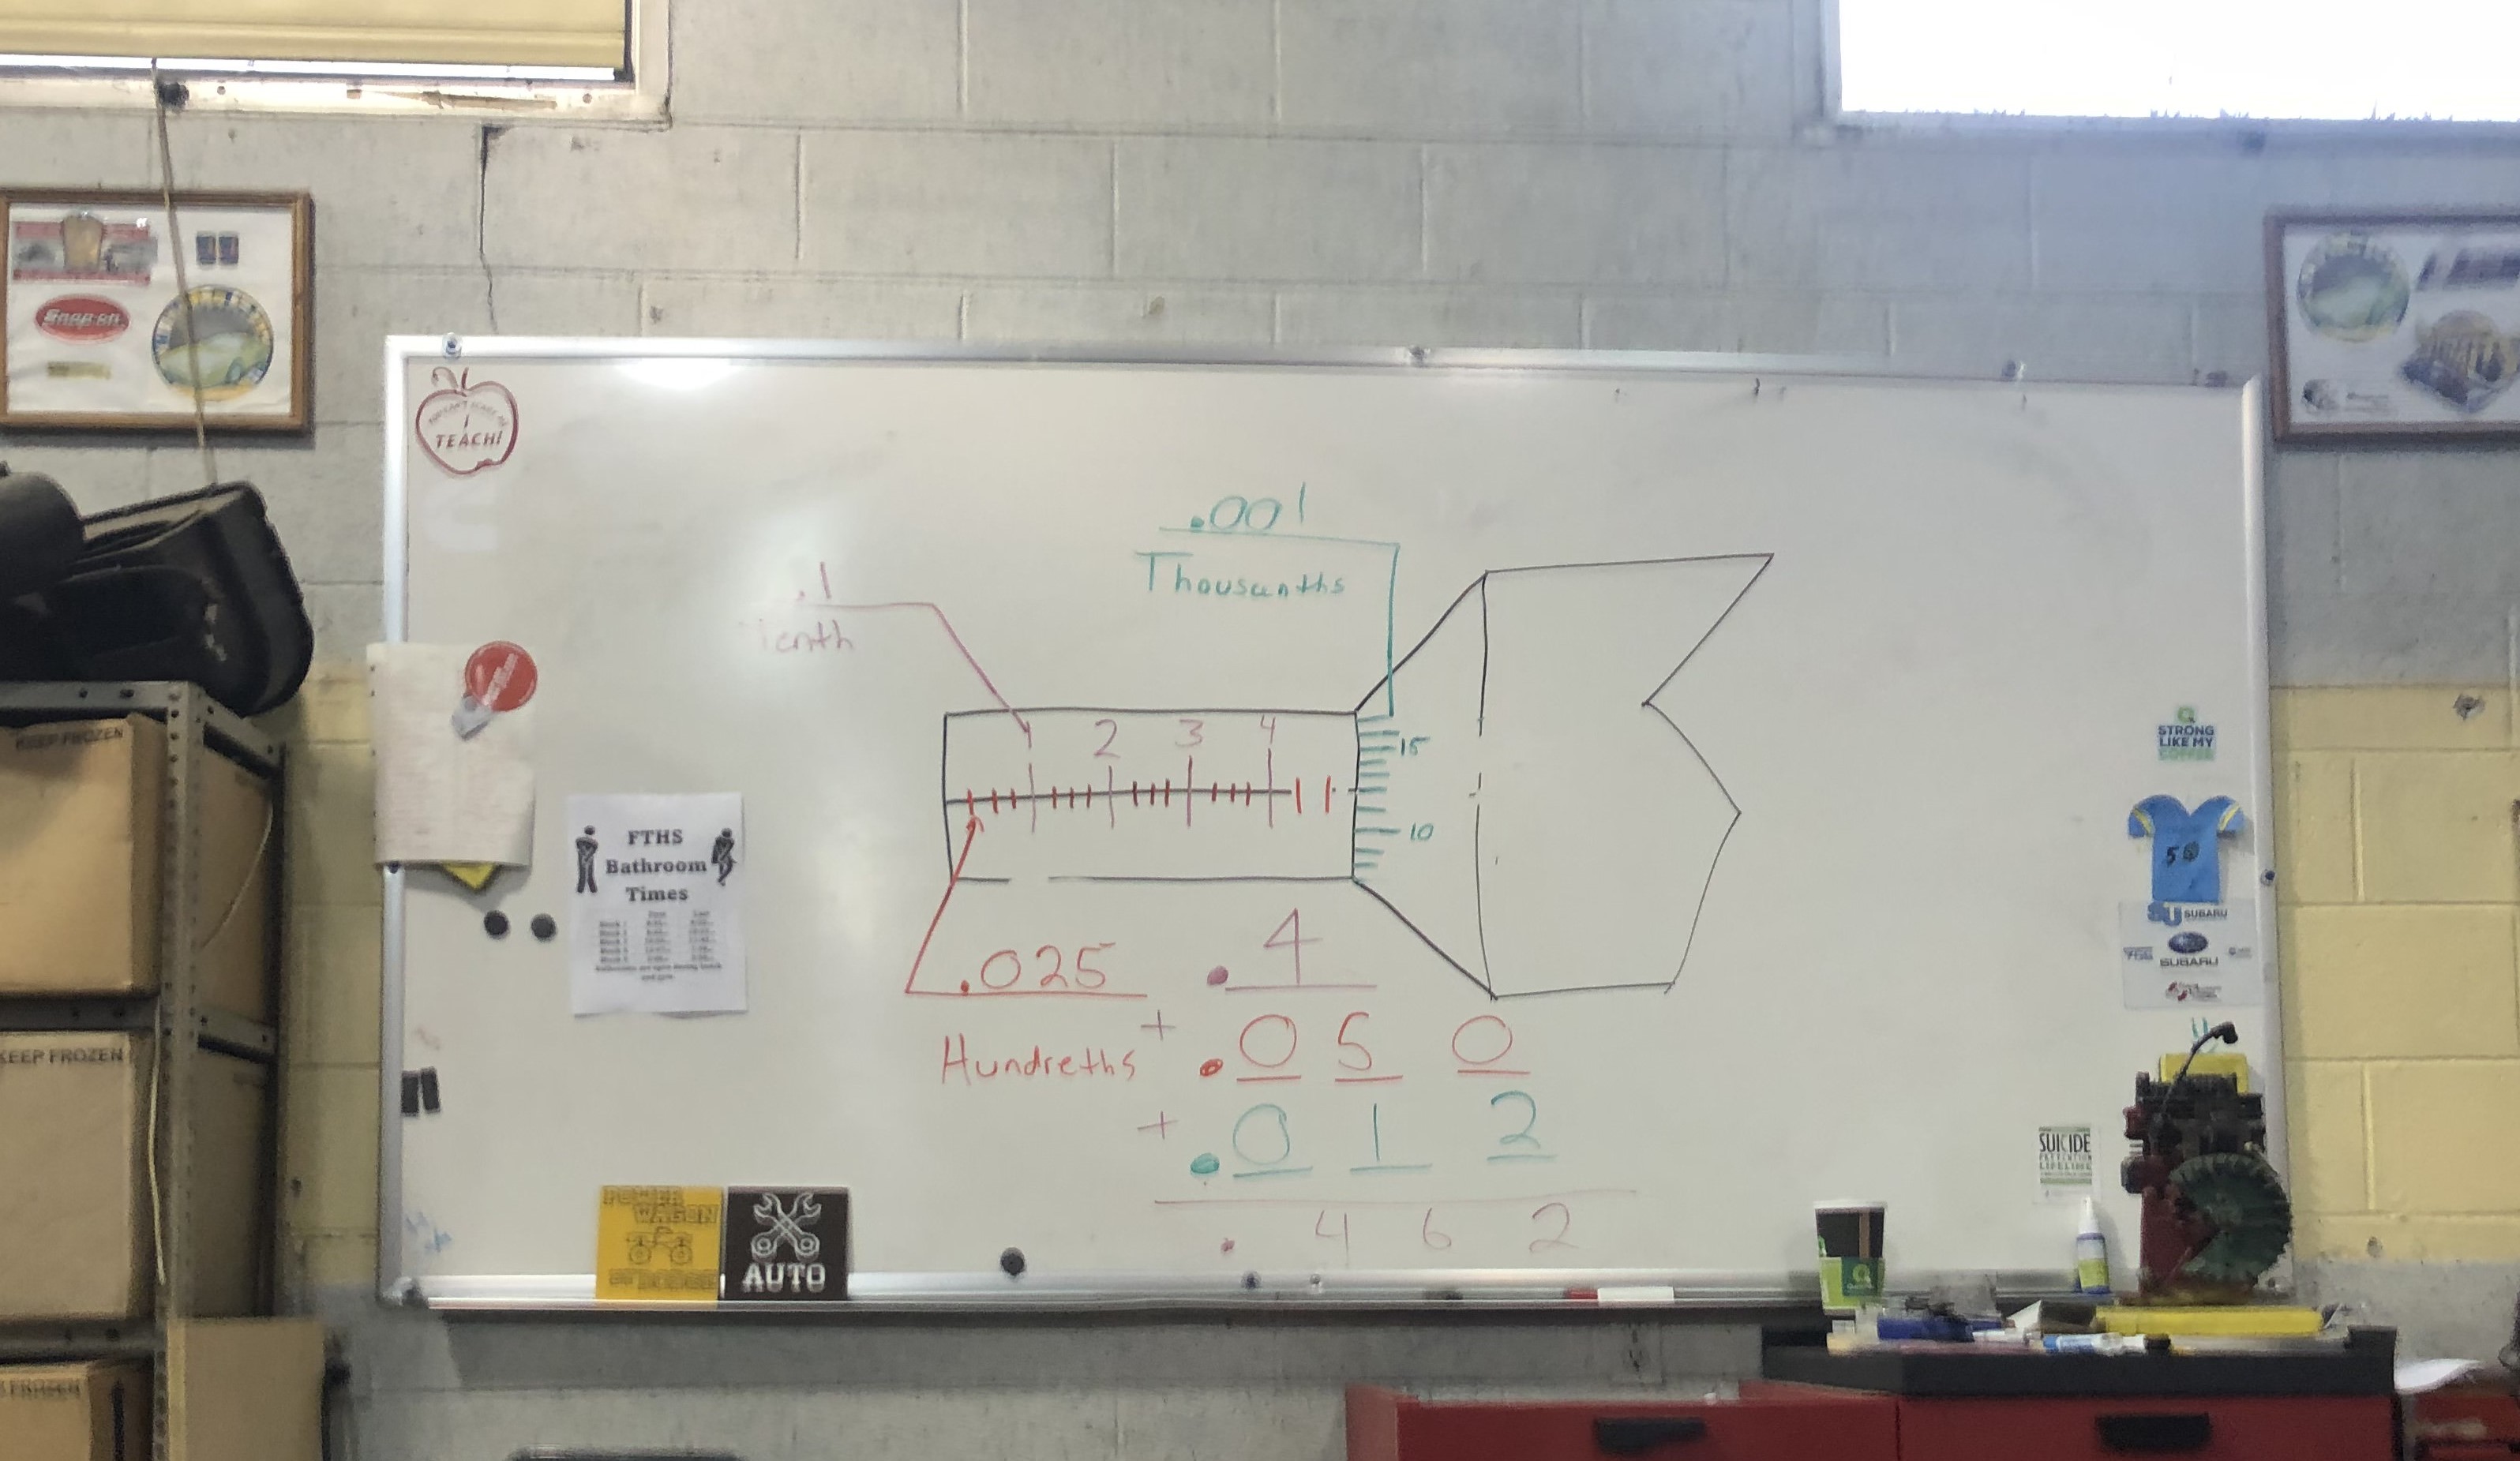 Snap-on
I
TEACH!
.001
Thousanths
.1
Tenth
1 2 3 4
15
10
.025
Hundreths
.4
+ .0 5 0
+ .0 1 2
. 4 6 2
KEEP FROZEN
KEEP FROZEN
FROZEN
FTHS
Bathroom
Times
POWER
WAGON
AUTO
STRONG
LIKE MY
COFFEE
50
SUBARU
SUBARU
SUICIDE
PREVENTION
LIFELINE